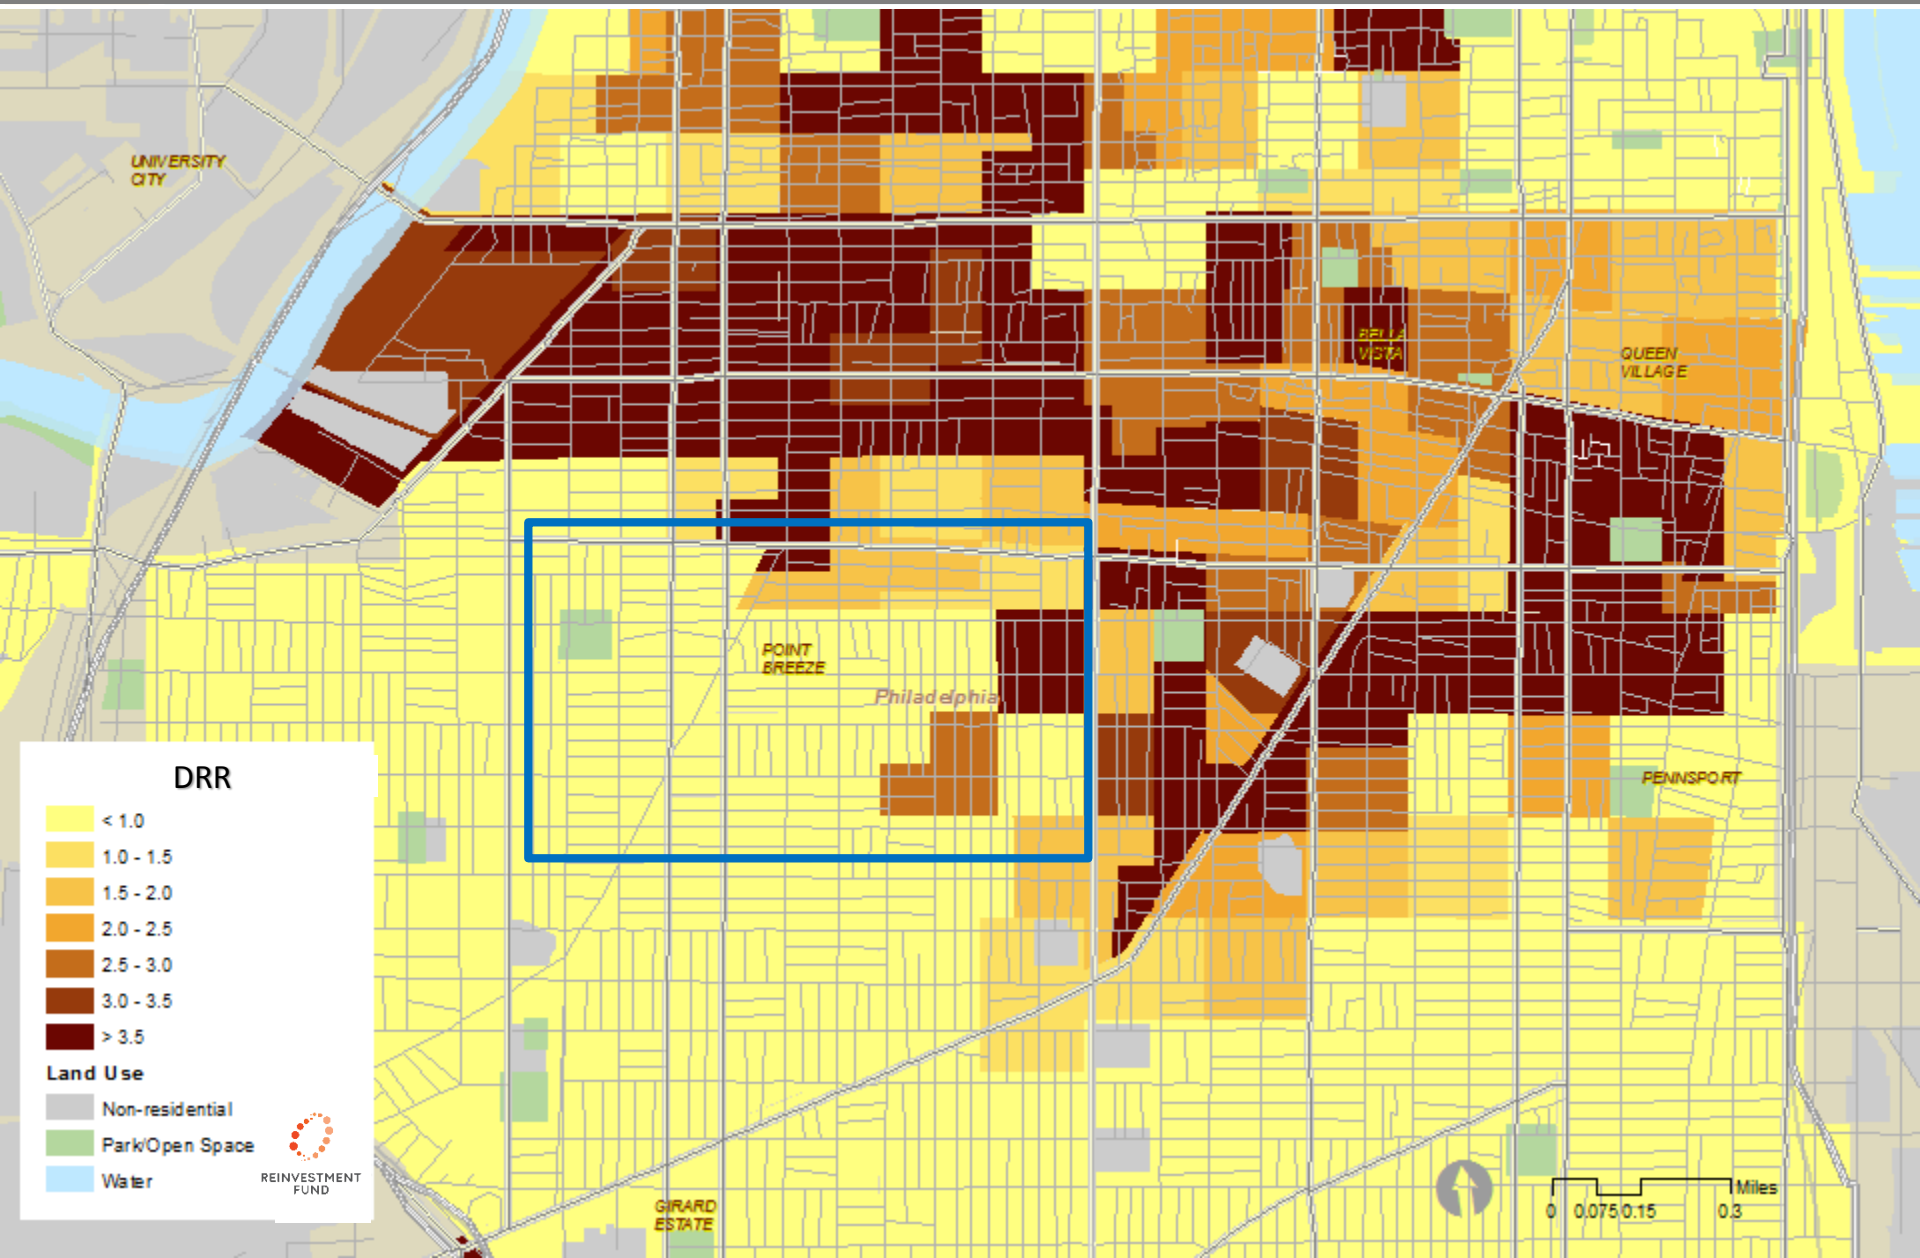 UNIVERSITY
CITY
BELLA
VISTA
QUEEN
VILLAGE
POINT
BREEZE
Philadelphia
PENNSPORT
GIRARD
ESTATE
DRR
< 1.0
1.0 - 1.5
1.5 - 2.0
2.0 - 2.5
2.5 - 3.0
3.0 - 3.5
> 3.5
Land Use
Non-residential
Park/Open Space
Water
REINVESTMENT
FUND
Miles
0 0.075 0.15 0.3